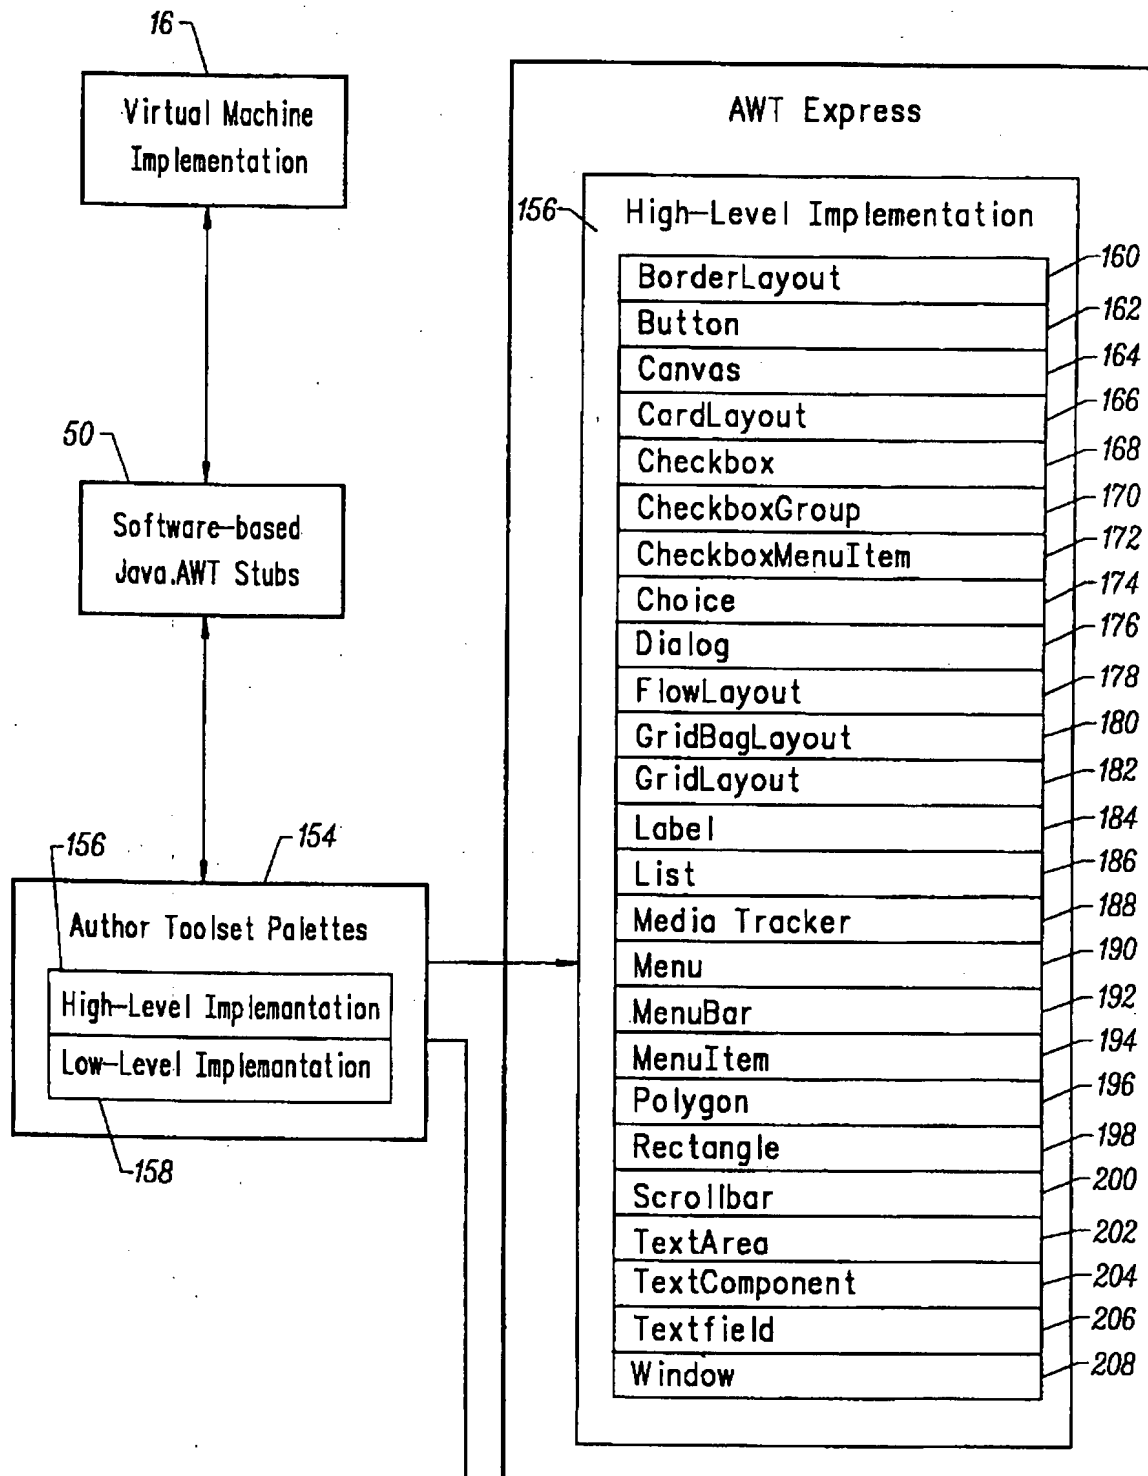 16
Virtual Machine
Implementation
50
Software-based
Java.AWT Stubs
154
156
Author Toolset Palettes
High-Level Implemantation
Low-Level Implemantation
158
AWT Express
156
High-Level Implementation
BorderLayout 160
Button 162
Canvas 164
CardLayout 166
Checkbox 168
CheckboxGroup 170
CheckboxMenuItem 172
Choice 174
Dialog 176
FlowLayout 178
GridBagLayout 180
GridLayout 182
Label 184
List 186
Media Tracker 188
Menu 190
MenuBar 192
MenuItem 194
Polygon 196
Rectangle 198
Scrollbar 200
TextArea 202
TextComponent 204
Textfield 206
Window 208